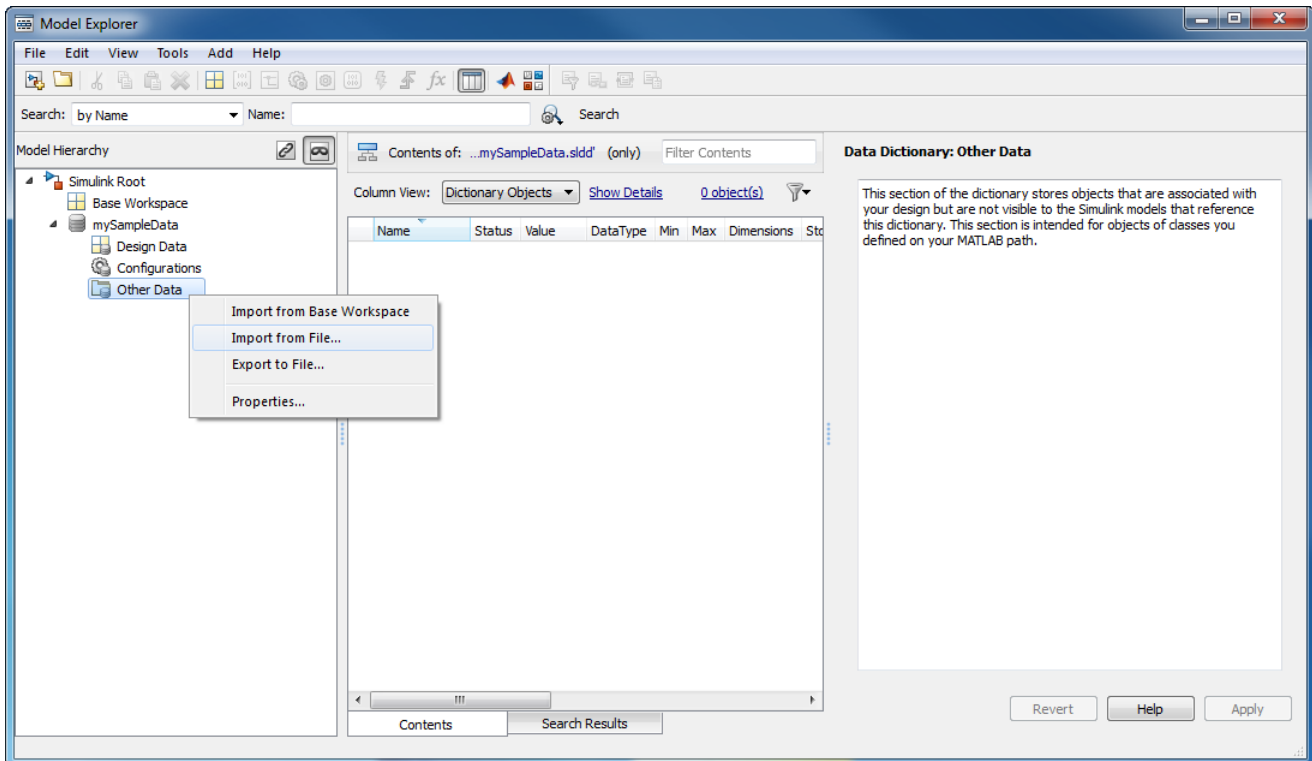 Model Explorer
File Edit View Tools Add Help
Search: by Name Name: Search
Model Hierarchy
Simulink Root
Base Workspace
mySampleData
Design Data
Configurations
Other Data
Import from Base Workspace
Import from File...
Export to File...
Properties...
Contents of: ...mySampleData.sldd' (only) Filter Contents
Column View: Dictionary Objects Show Details 0 object(s)
Name Status Value DataType Min Max Dimensions Sto
Contents Search Results
Data Dictionary: Other Data
This section of the dictionary stores objects that are associated with
your design but are not visible to the Simulink models that reference
this dictionary. This section is intended for objects of classes you
defined on your MATLAB path.
Revert Help Apply